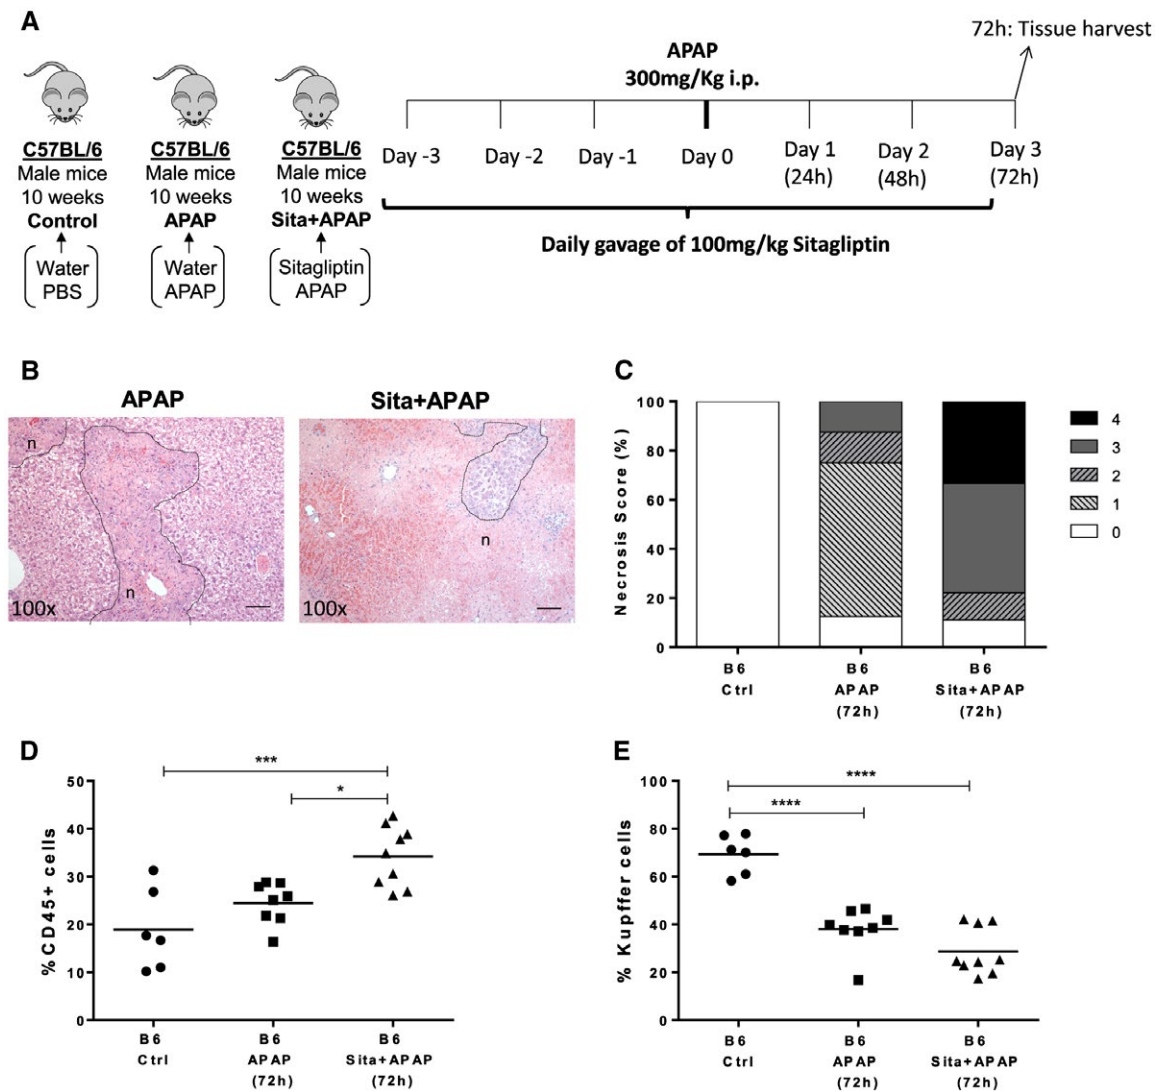 A
72h: Tissue harvest
APAP
300mg/Kg i.p.
C57BL/6
Male mice
10 weeks
Control
Water
PBS
C57BL/6
Male mice
10 weeks
APAP
Water
APAP
C57BL/6
Male mice
10 weeks
Sita+APAP
Sitagliptin
APAP
Day -3
Day -2
Day -1
Day 0
Day 1
(24h)
Day 2
(48h)
Day 3
(72h)
Daily gavage of 100mg/kg Sitagliptin
B
APAP
n
n
100x
Sita+APAP
n
100x
C
Necrosis Score (%)
100
80
60
40
20
0
B6
Ctrl
B6
APAP
(72h)
B6
Sita+APAP
(72h)
4
3
2
1
0
D
%CD45+ cells
50
40
30
20
10
0
***
*
B6
Ctrl
B6
APAP
(72h)
B6
Sita+APAP
(72h)
E
% Kupffer cells
100
80
60
40
20
0
****
****
B6
Ctrl
B6
APAP
(72h)
B6
Sita+APAP
(72h)